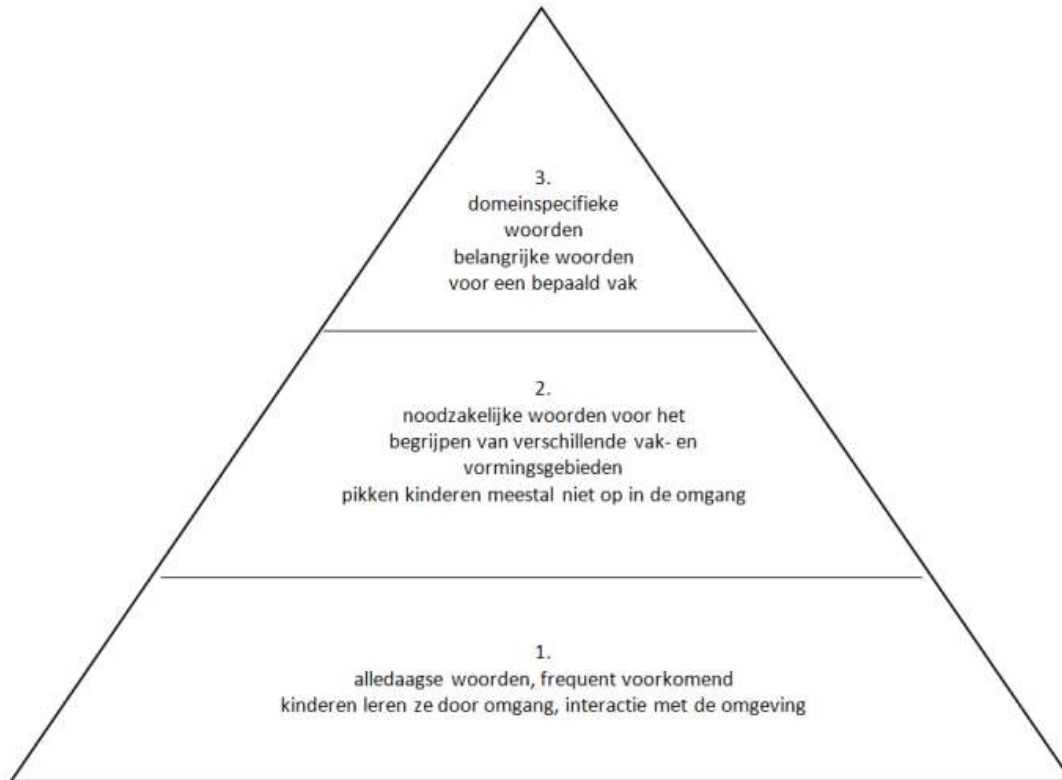 3.
domeinspecifieke
woorden
belangrijke woorden
voor een bepaald vak
2.
noodzakelijke woorden voor het
begrijpen van verschillende vak- en
vormingsgebieden
pikken kinderen meestal niet op in de omgang
1.
alledaagse woorden, frequent voorkomend
kinderen leren ze door omgang, interactie met de omgeving